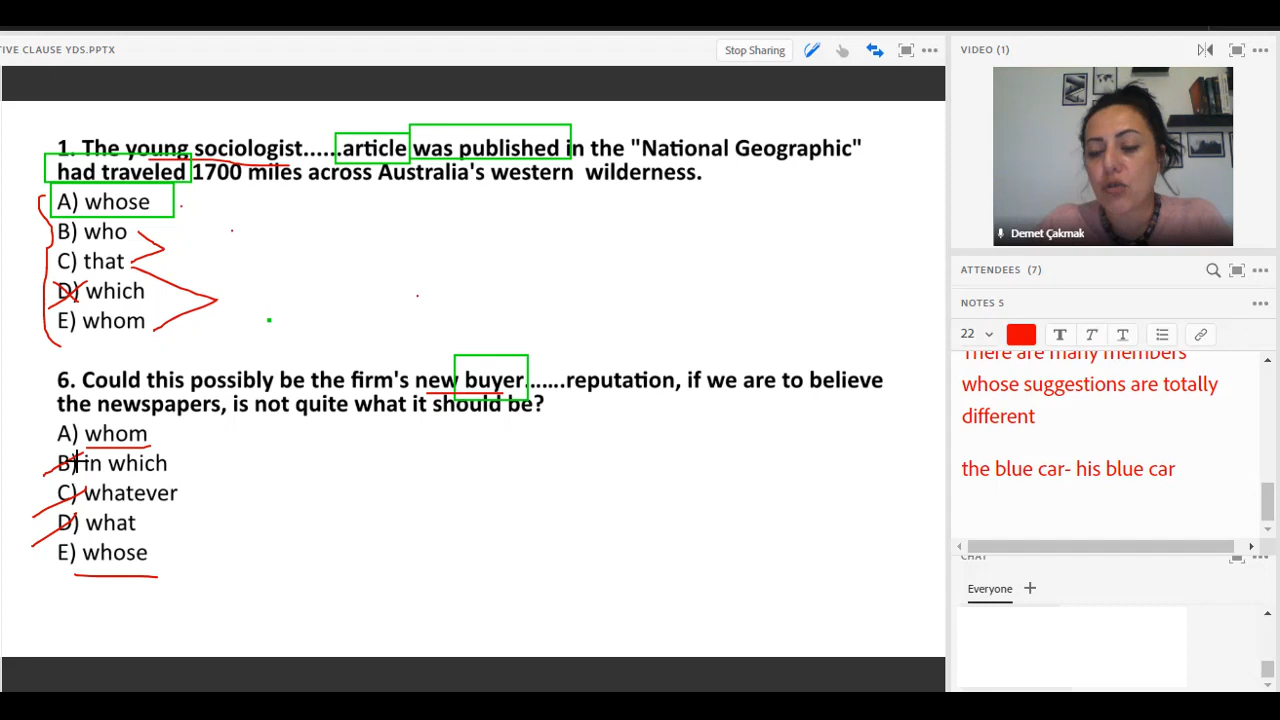 TIVE CLAUSE YDS.PPTX
Stop Sharing
1. The young sociologist......article was published in the "National Geographic"
had traveled 1700 miles across Australia's western wilderness.
A) whose
B) who
C) that
D) which
E) whom
6. Could this possibly be the firm's new buyer.......reputation, if we are to believe
the newspapers, is not quite what it should be?
A) whom
B) in which
C) whatever
D) what
E) whose
VIDEO (1)
Demet Çakmak
ATTENDEES (7)
NOTES 5
22
T T T
There are many members
whose suggestions are totally
different
the blue car- his blue car
CHAT
Everyone